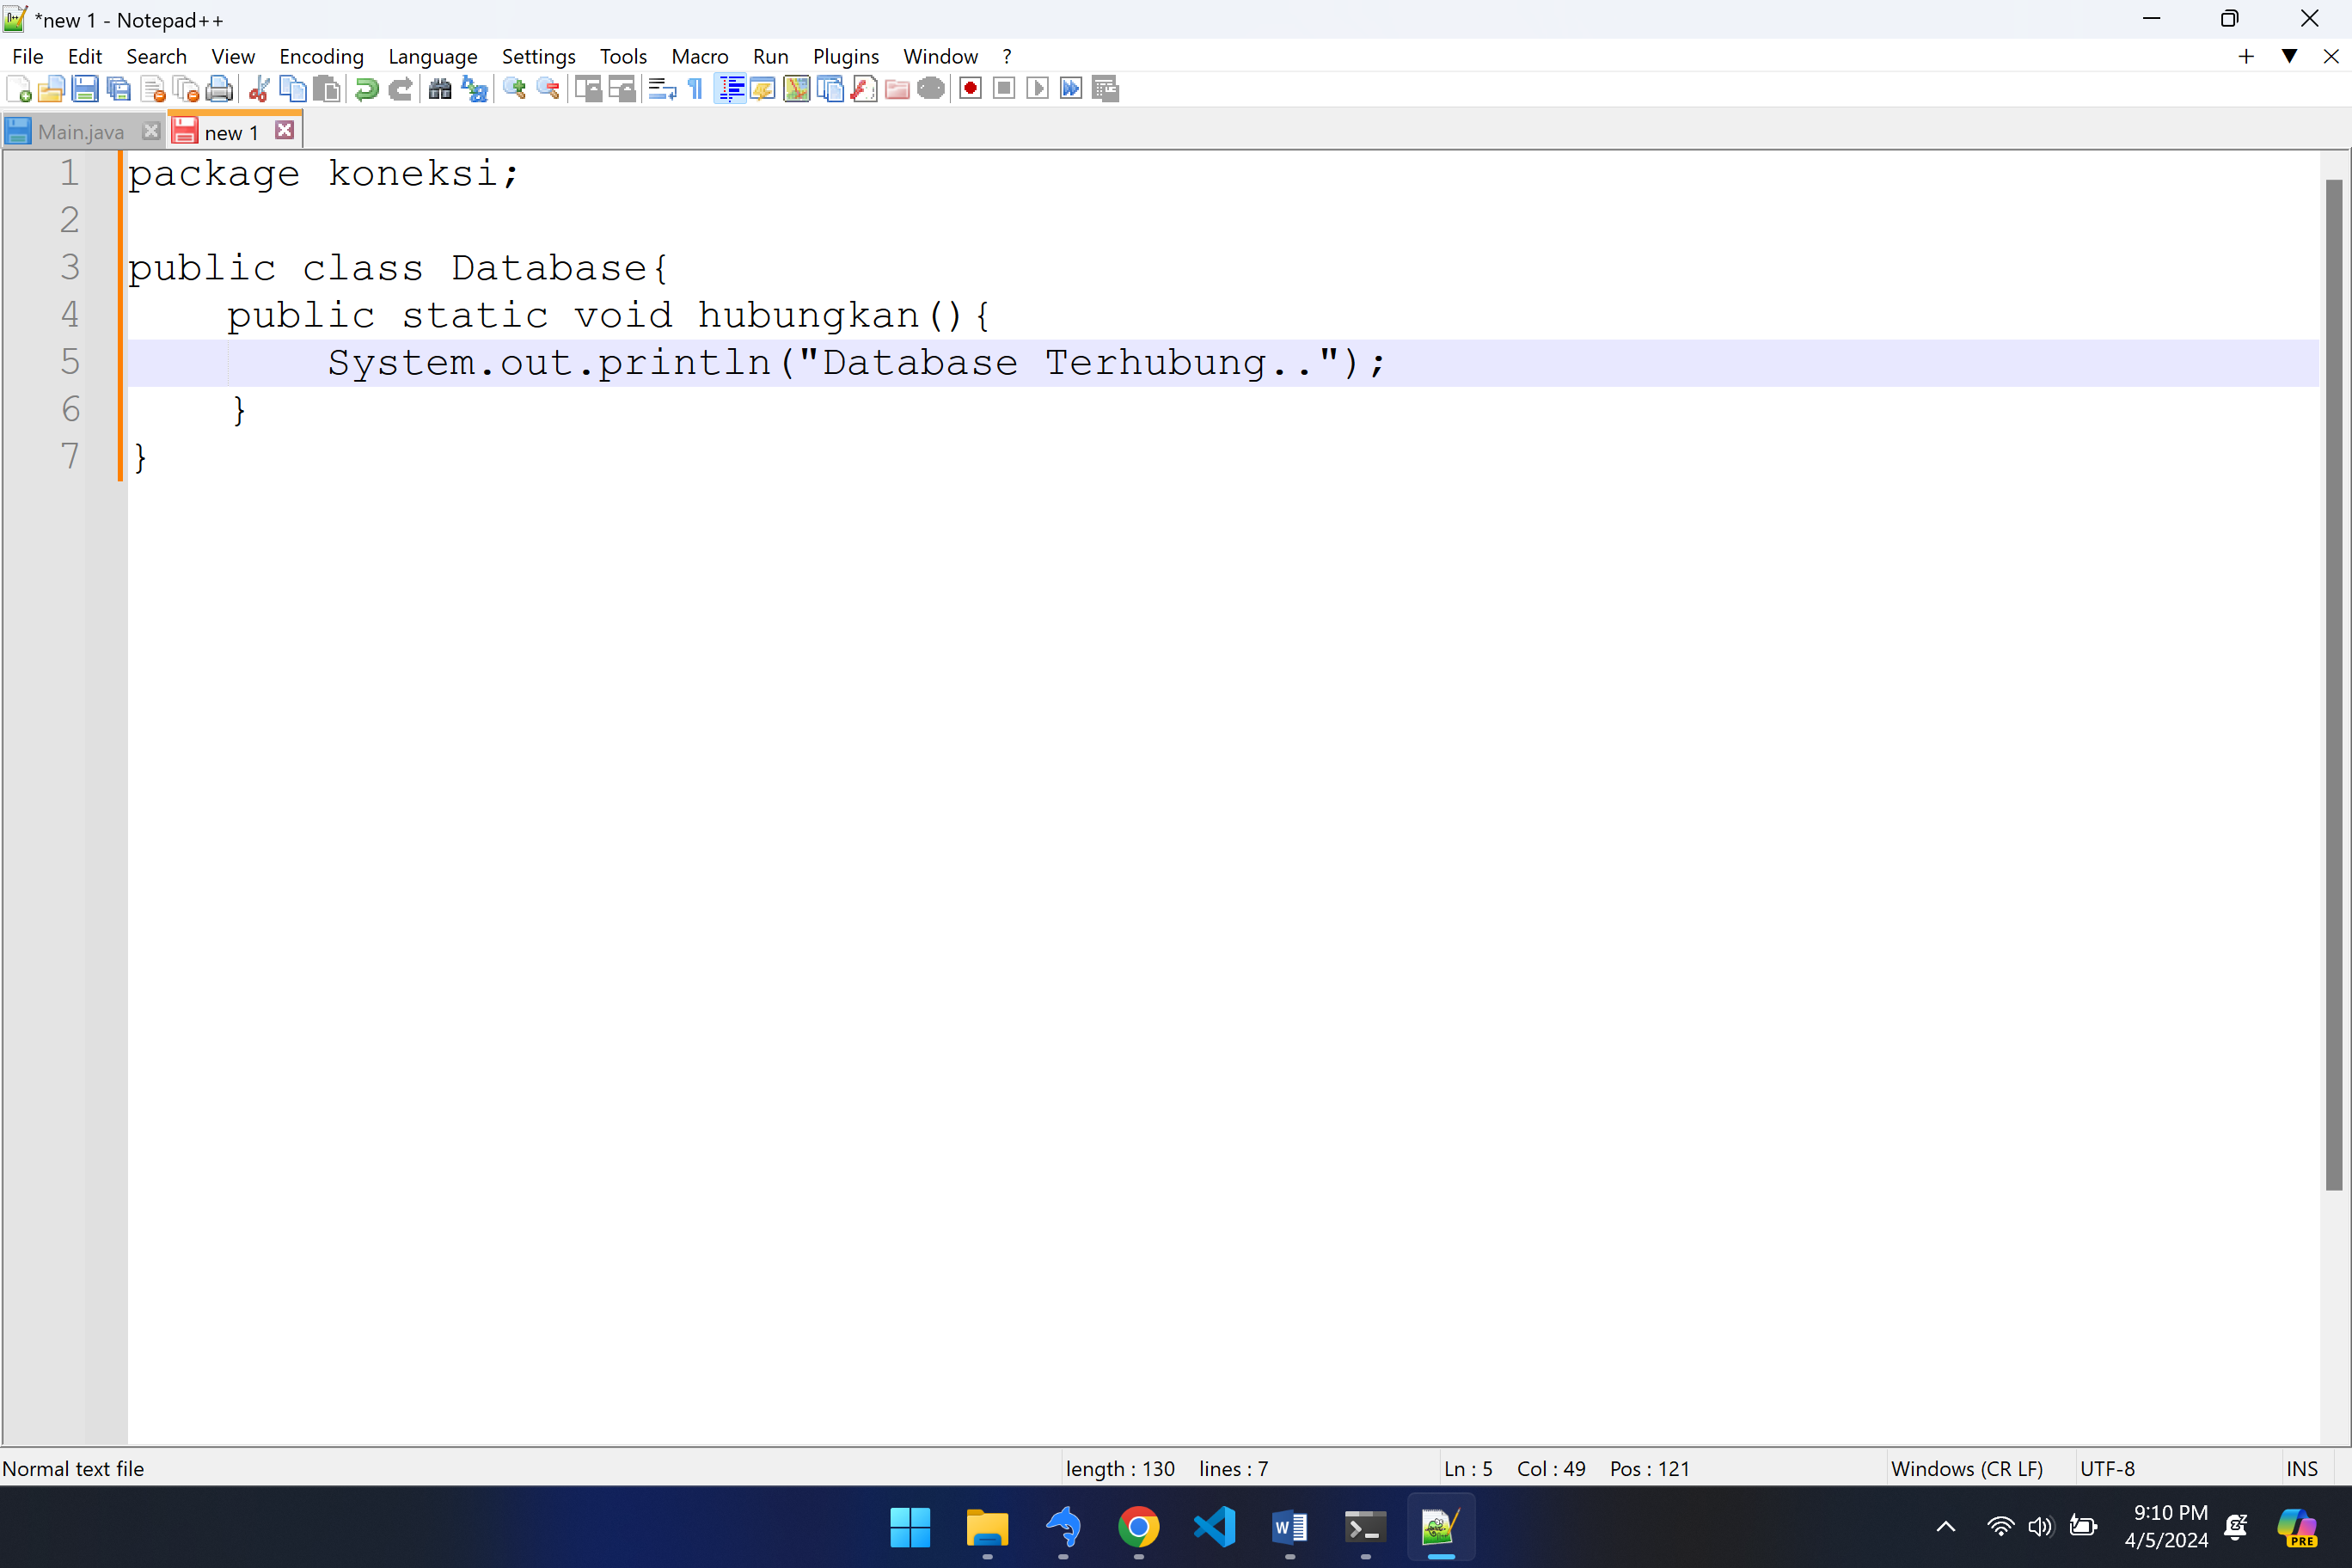 *new 1 - Notepad++
File Edit Search View Encoding Language Settings Tools Macro Run Plugins Window ?
Main.java new 1
1 package koneksi;
2
3 public class Database{
4 public static void hubungkan(){
5 System.out.println("Database Terhubung..");
6 }
7 }
Normal text file length : 130 lines : 7 Ln : 5 Col : 49 Pos : 121 Windows (CR LF) UTF-8 INS
9:10 PM
4/5/2024
PRE